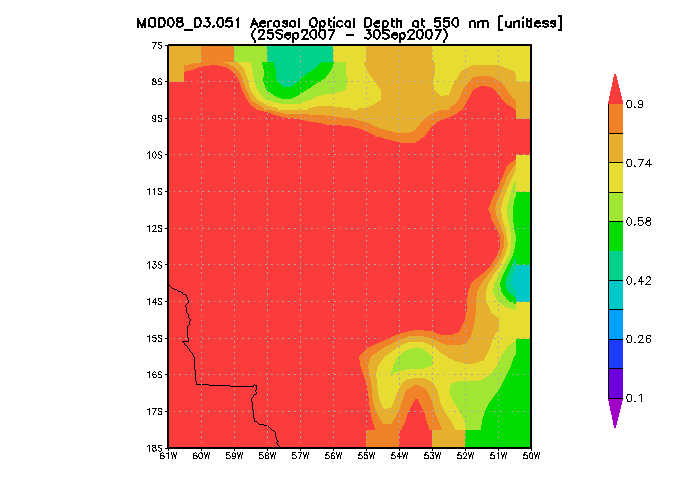 MOD08_D3.051 Aerosol Optical Depth at 550 nm [unitless]
(25Sep2007 - 30Sep2007)
7S
8S
9S
10S
11S
12S
13S
14S
15S
16S
17S
18S
61W 60W 59W 58W 57W 56W 55W 54W 53W 52W 51W 50W
0.9
0.74
0.58
0.42
0.26
0.1